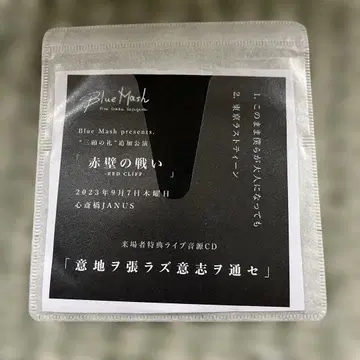 Blue Mash
Blue Mash presents.
"三顧の礼"追加公演
「赤壁の戦い
-RED CLIFF-」
2023年9月7日木曜日
心斎橋JANUS
1. このまま僕らが大人になっても
2. 東京ラストティーン
来場者特典ライブ音源CD
「意地ヲ張ラズ意志ヲ通セ」